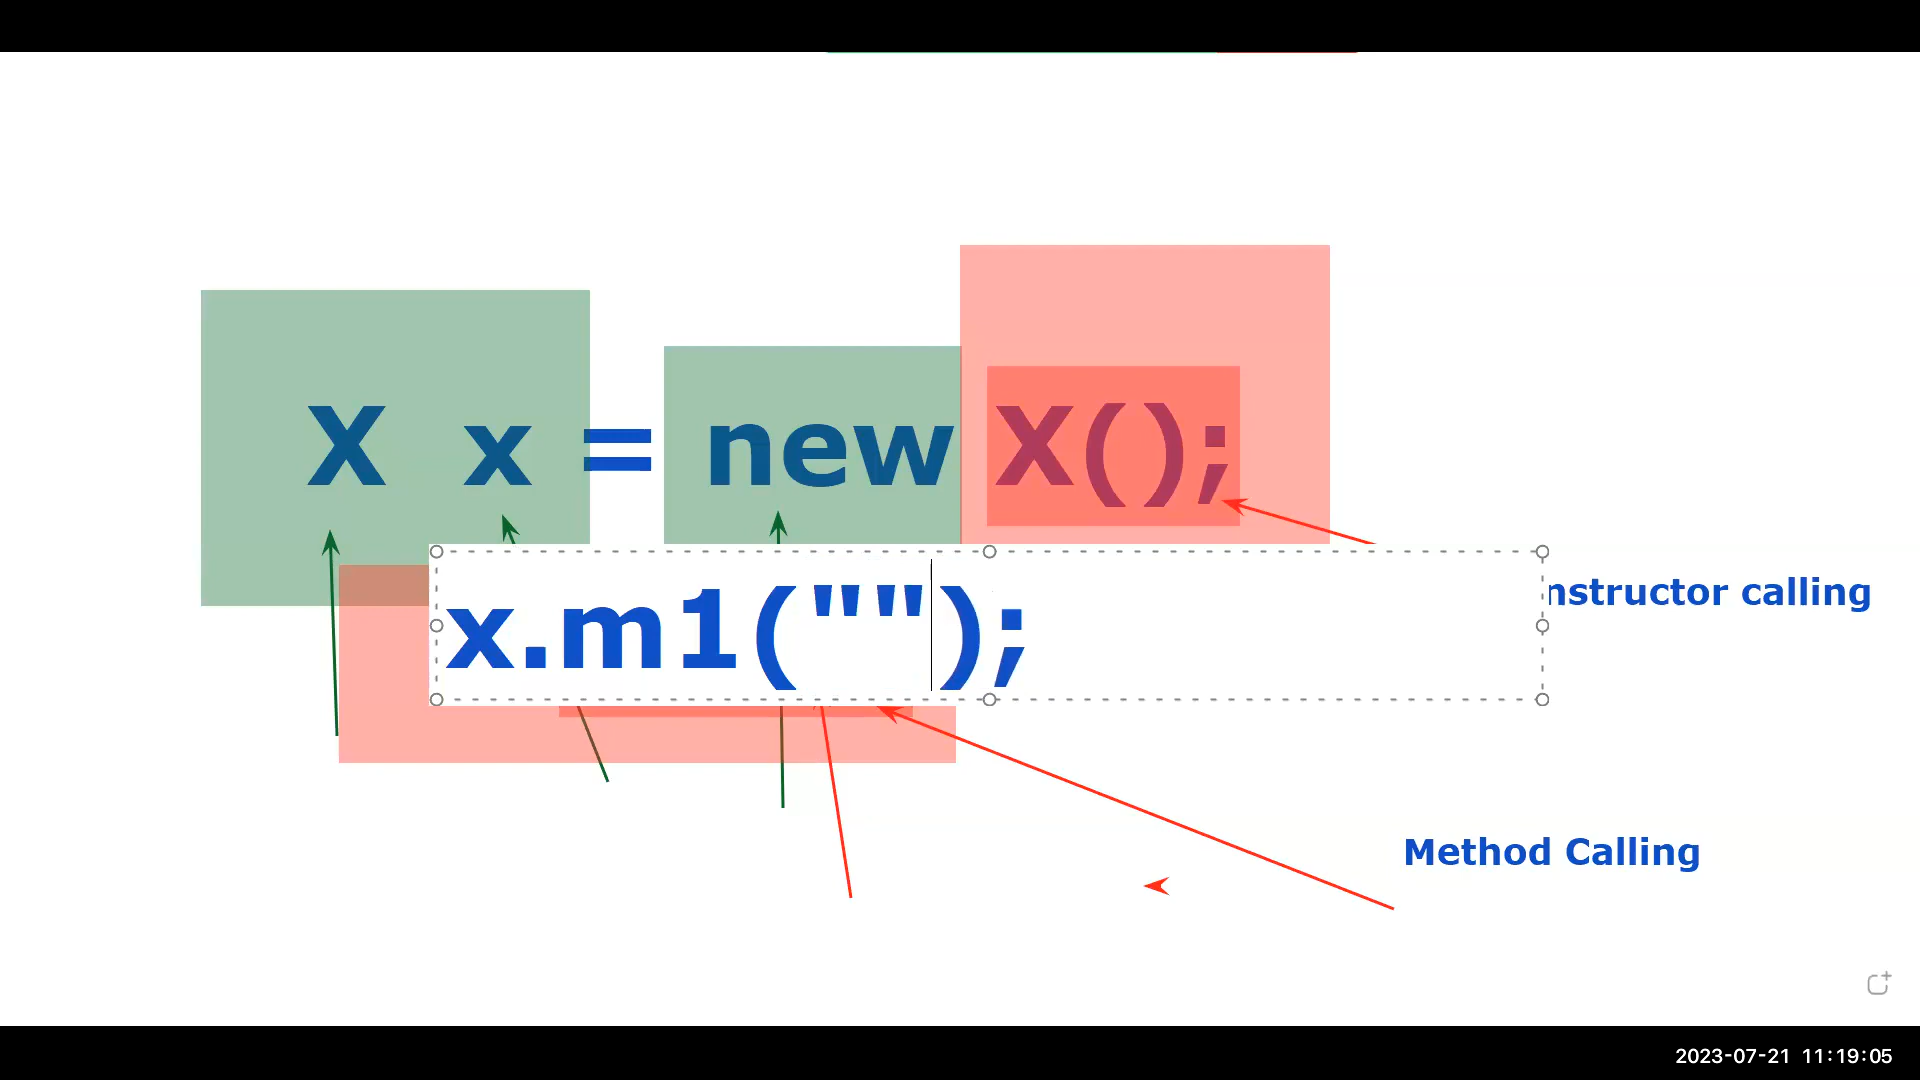 X x = new X();
x.m1("");
nstructor calling
Method Calling
2023-07-21 11:19:05